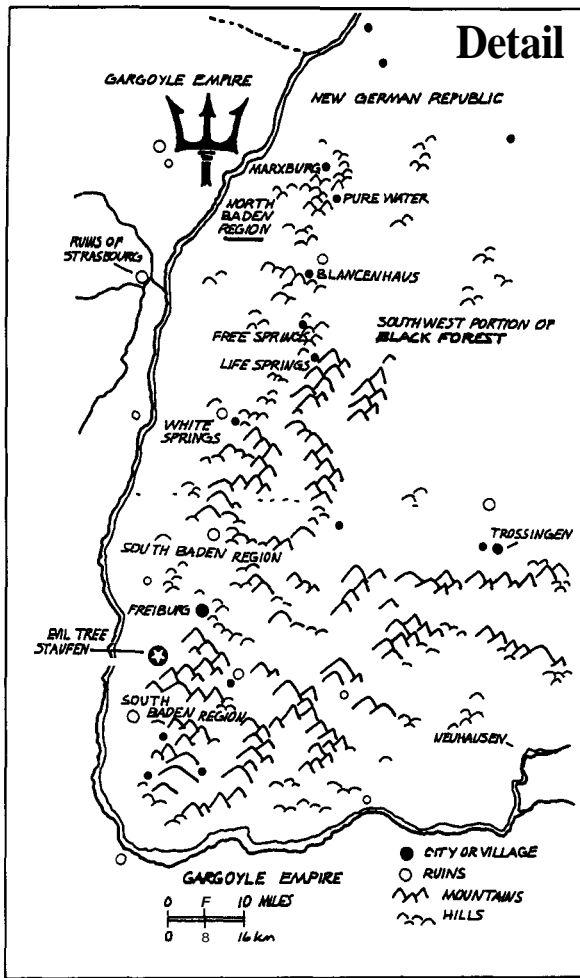 Detail
GARGOYLE EMPIRE
NEW GERMAN REPUBLIC
MARXBURG
PURE WATER
NORTH
BADEN
REGION
RUINS OF
STRASBOURG
BLANCENHAUS
FREE SPRINGS
SOUTHWEST PORTION OF
BLACK FOREST
LIFE SPRINGS
WHITE
SPRINGS
TROSSINGEN
SOUTH BADEN REGION
FREIBURG
EVIL TREE
STAUFEN
SOUTH
BADEN REGION
NEUHAUSEN
GARGOYLE EMPIRE
0 F 10 MILES
0 8 16 km
CITY OR VILLAGE
RUINS
MOUNTAINS
HILLS